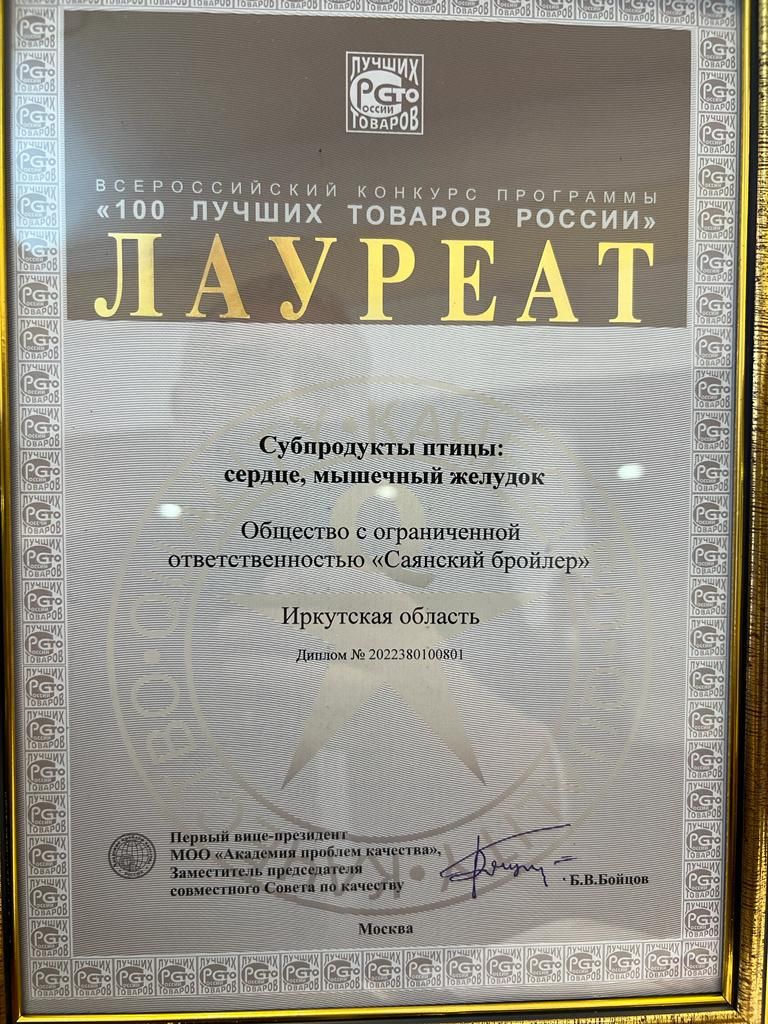 ЛУЧШИХ
РСто
оссии
ТОВАРОВ
ВСЕРОССИЙСКИЙ КОНКУРС ПРОГРАММЫ
«100 ЛУЧШИХ ТОВАРОВ РОССИИ»
ЛАУРЕАТ
Субпродукты птицы:
сердце, мышечный желудок
Общество с ограниченной
ответственностью «Саянский бройлер»
Иркутская область
Диплом № 2022380100801
Первый вице-президент
МОО «Академия проблем качества»,
Заместитель председателя
совместного Совета по качеству
Б.В.Бойцов
Москва